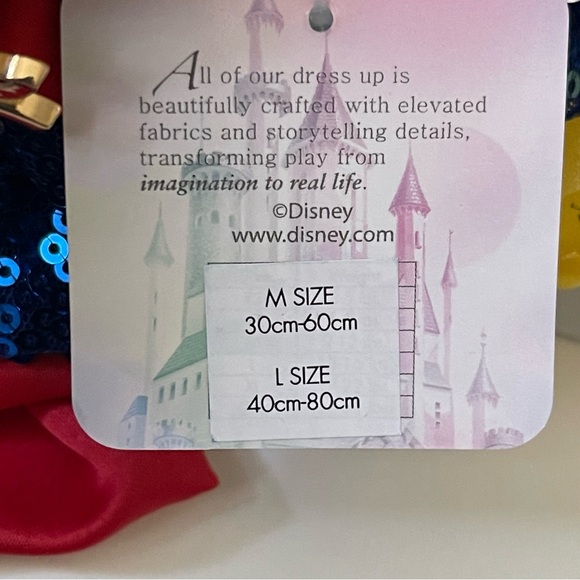 All of our dress up is
beautifully crafted with elevated
fabrics and storytelling details,
transforming play from
imagination to real life.
©Disney
www.disney.com
M SIZE
30cm-60cm
L SIZE
40cm-80cm